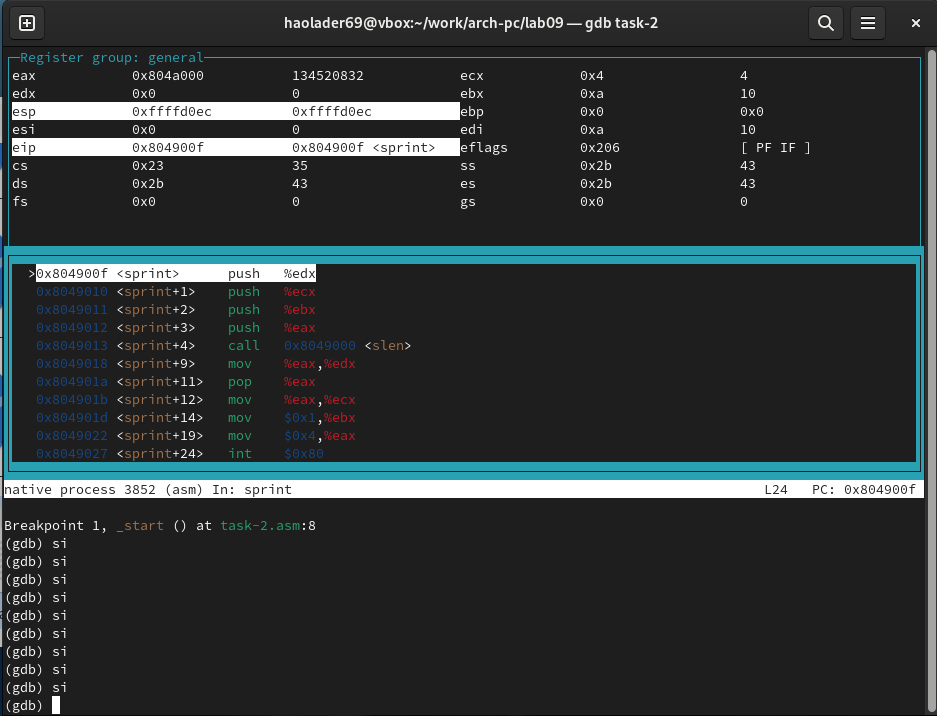 haolader69@vbox:~/work/arch-pc/lab09 — gdb task-2
Register group: general
eax 0x804a000 134520832 ecx 0x4 4
edx 0x0 0 ebx 0xa 10
esp 0xffffd0ec 0xffffd0ec ebp 0x0 0x0
esi 0x0 0 edi 0xa 10
eip 0x804900f 0x804900f <sprint> eflags 0x206 [ PF IF ]
cs 0x23 35 ss 0x2b 43
ds 0x2b 43 es 0x2b 43
fs 0x0 0 gs 0x0 0
>0x804900f <sprint> push %edx
0x8049010 <sprint+1> push %ecx
0x8049011 <sprint+2> push %ebx
0x8049012 <sprint+3> push %eax
0x8049013 <sprint+4> call 0x8049000 <slen>
0x8049018 <sprint+9> mov %eax,%edx
0x804901a <sprint+11> pop %eax
0x804901b <sprint+12> mov %eax,%ecx
0x804901d <sprint+14> mov $0x1,%ebx
0x8049022 <sprint+19> mov $0x4,%eax
0x8049027 <sprint+24> int $0x80
native process 3852 (asm) In: sprint L24 PC: 0x804900f
Breakpoint 1, _start () at task-2.asm:8
(gdb) si
(gdb) si
(gdb) si
(gdb) si
(gdb) si
(gdb) si
(gdb) si
(gdb) si
(gdb) si
(gdb)